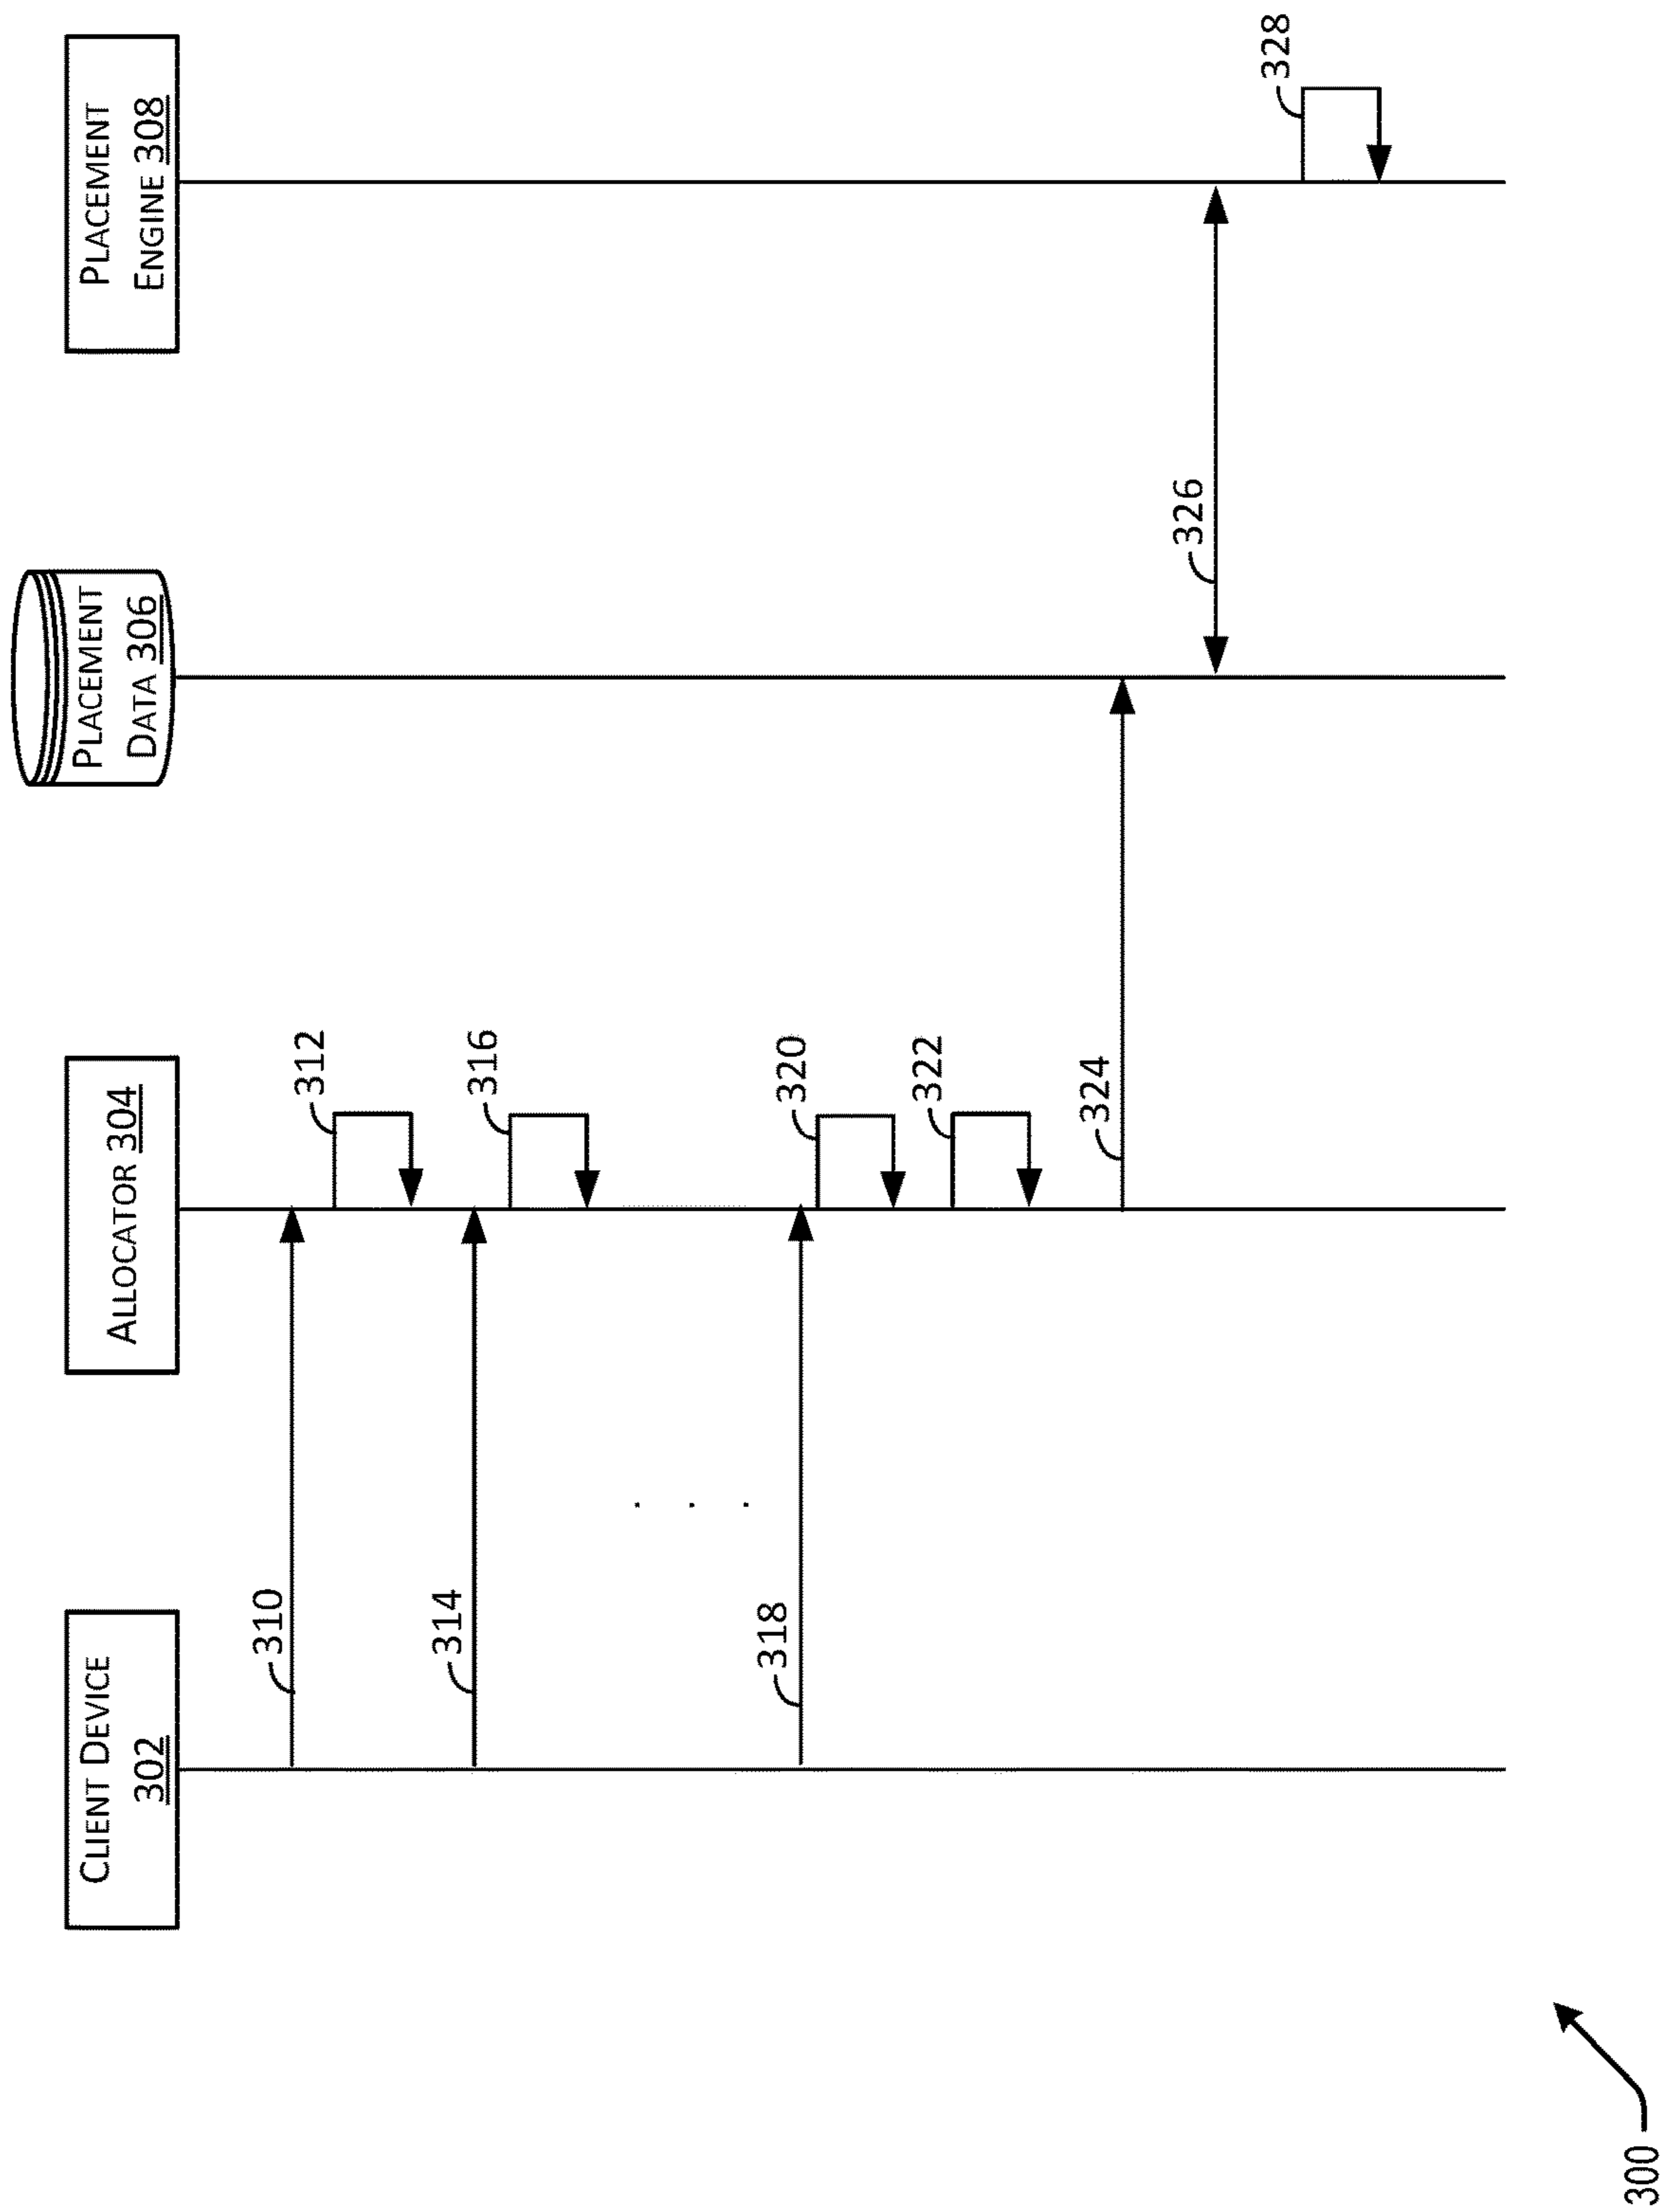 CLIENT DEVICE
302
ALLOCATOR 304
PLACEMENT
DATA 306
PLACEMENT
ENGINE 308
310
312
314
316
. . .
318
320
322
324
326
328
300